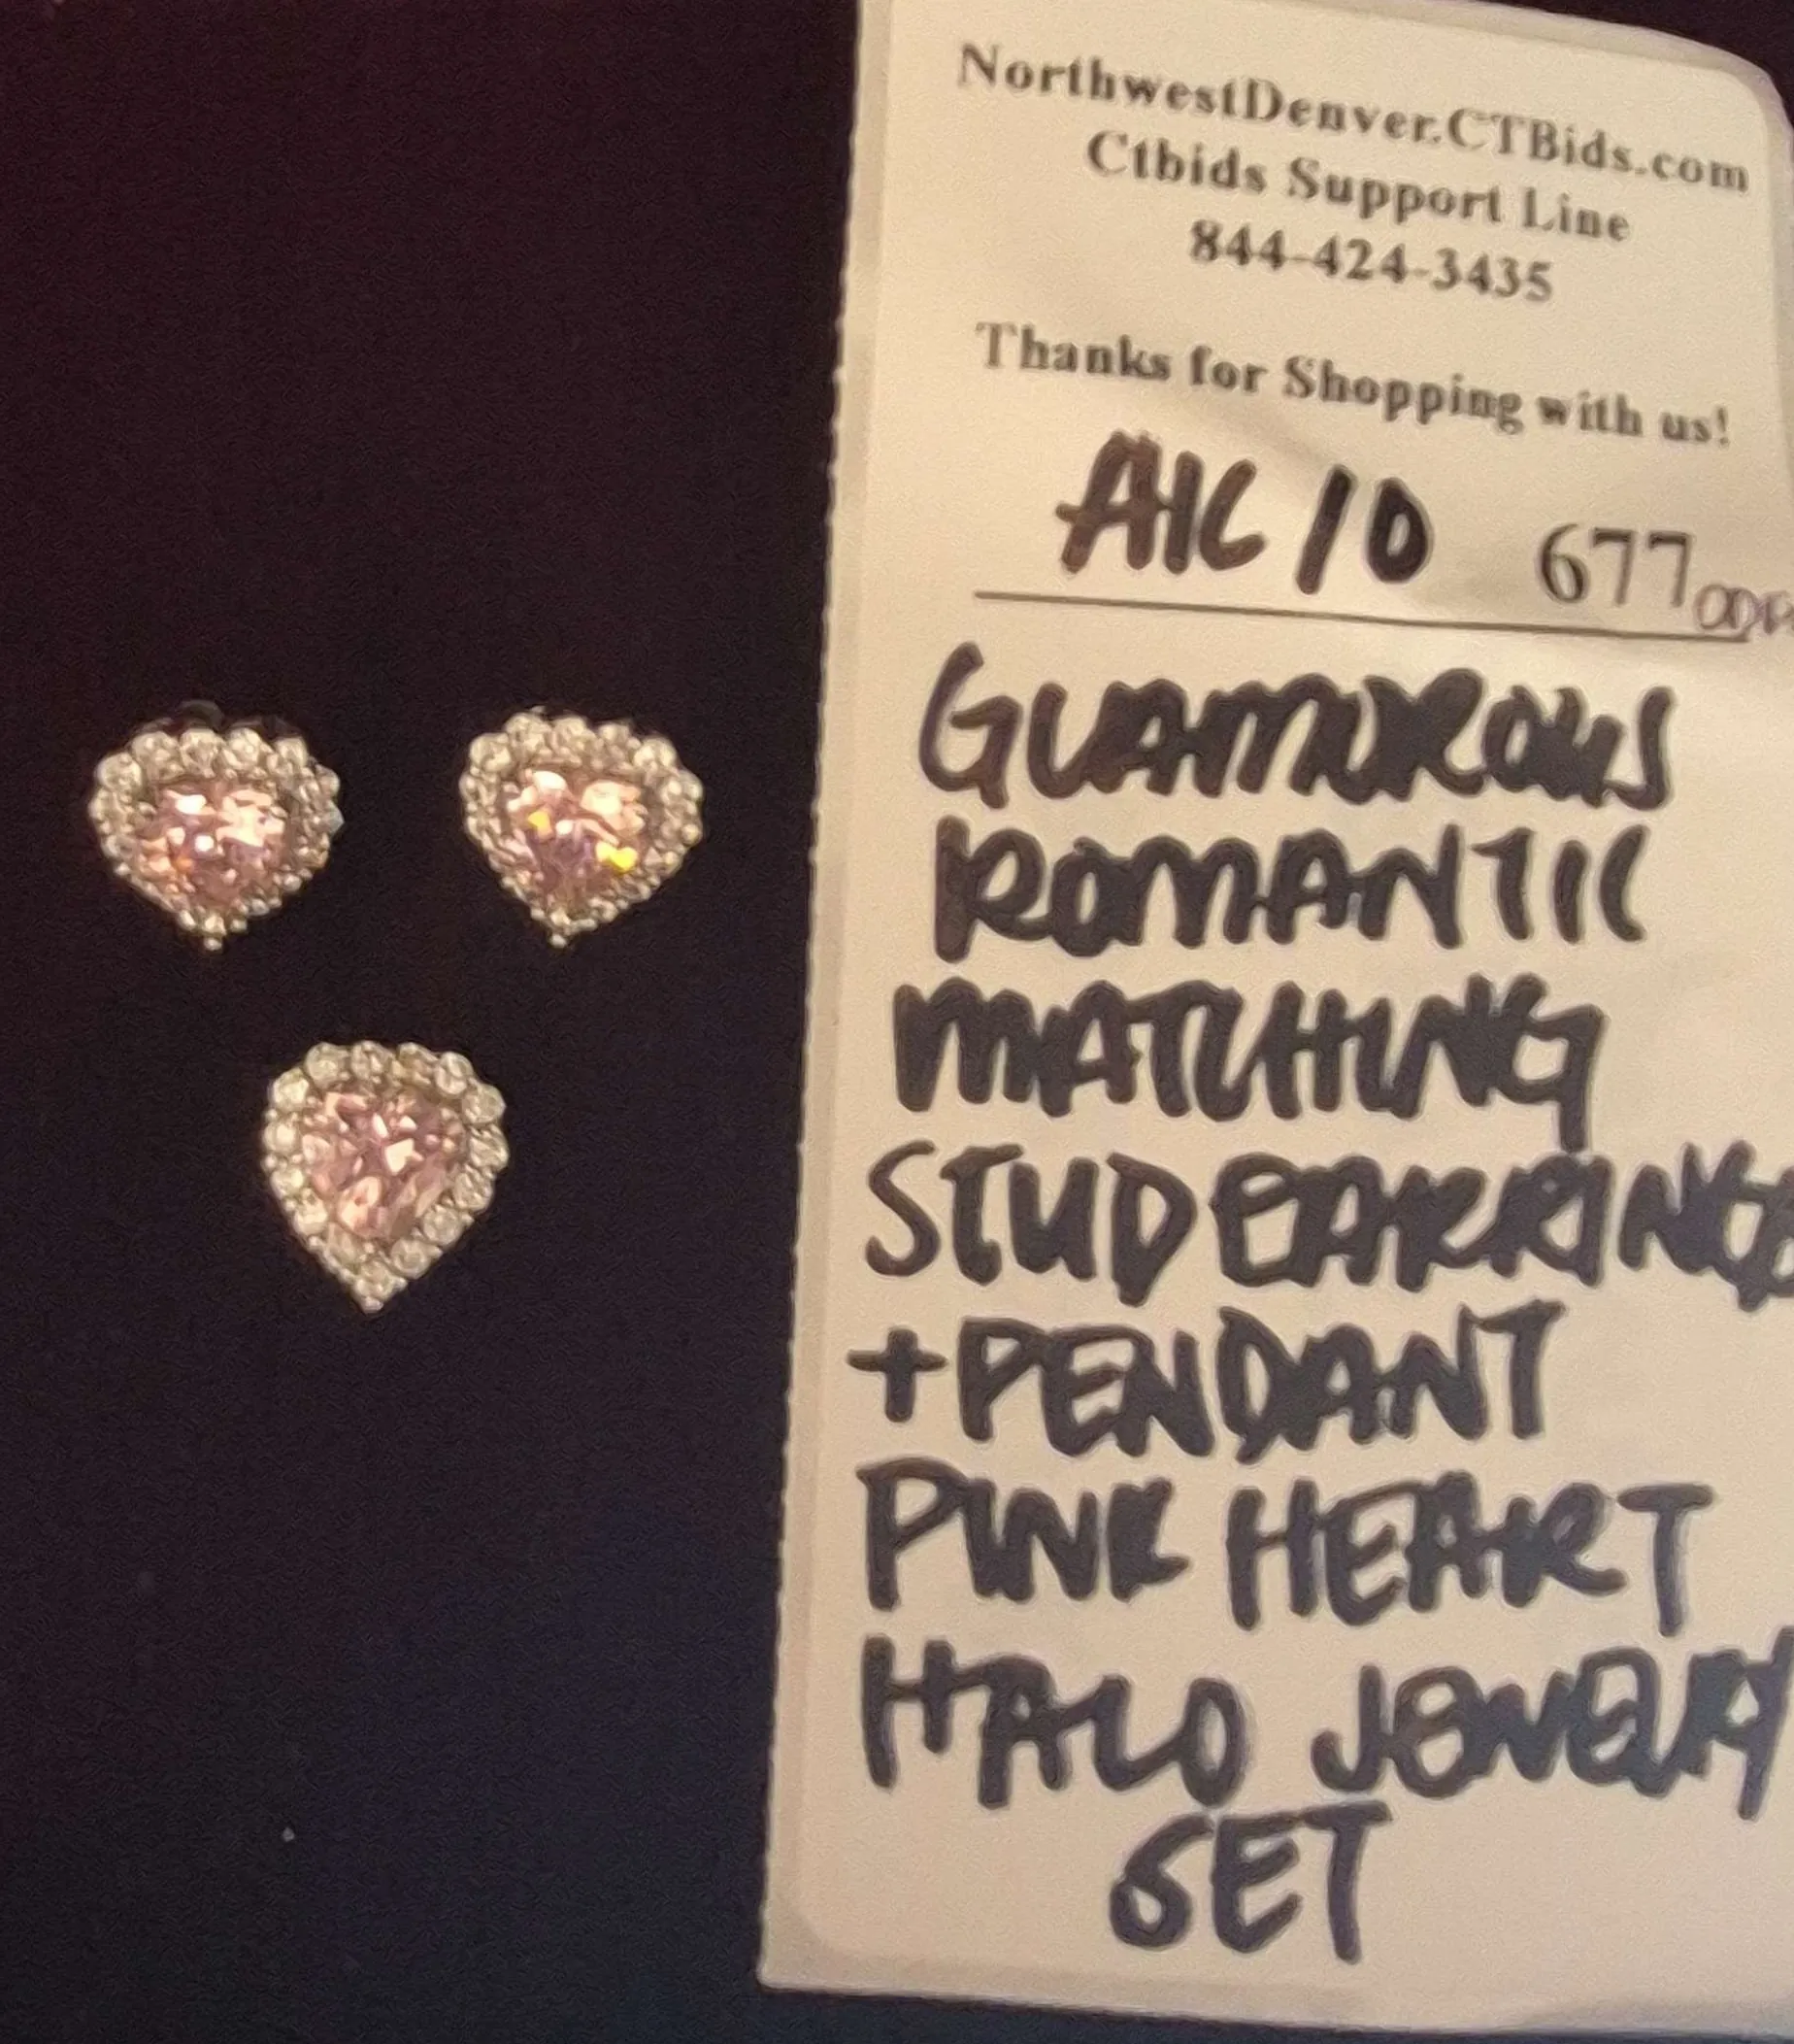 NorthwestDenver.CTBids.com
Ctbids Support Line
844-424-3435
Thanks for Shopping with us!
AIC 10 677
GLAMOROUS
ROMANTIC
MATCHING
STUD EARRINGS
+PENDANT
PINK HEART
HALO JEWELRY
SET